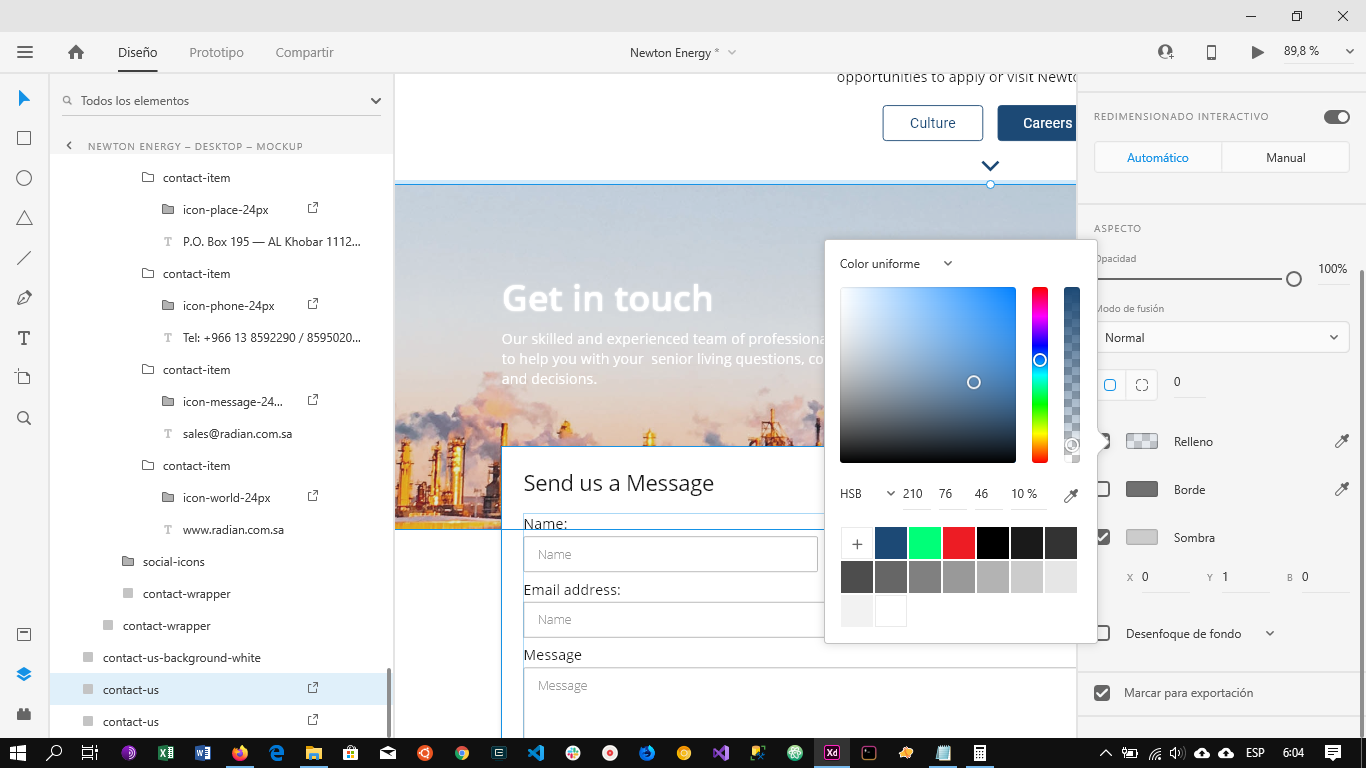 Diseño
Prototipo
Compartir
Newton Energy *
89,8 %
Todos los elementos
NEWTON ENERGY – DESKTOP – MOCKUP
contact-item
icon-place-24px
T P.O. Box 195 — AL Khobar 1112...
contact-item
icon-phone-24px
T Tel: +966 13 8592290 / 8595020...
contact-item
icon-message-24...
T sales@radian.com.sa
contact-item
icon-world-24px
T www.radian.com.sa
social-icons
contact-wrapper
contact-wrapper
contact-us-background-white
contact-us
contact-us
opportunities to apply or visit Newto
Culture
Careers
Get in touch
Our skilled and experienced team of professiona
to help you with your senior living questions, co
and decisions.
Send us a Message
Name:
Name
Email address:
Name
Message
Message
Color uniforme
HSB 210 76 46 10 %
+
REDIMENSIONADO INTERACTIVO
Automático
Manual
ASPECTO
Opacidad
100%
Modo de fusión
Normal
0
Relleno
Borde
Sombra
X 0 Y 1 B 0
Desenfoque de fondo
Marcar para exportación
Xd
ESP
6:04